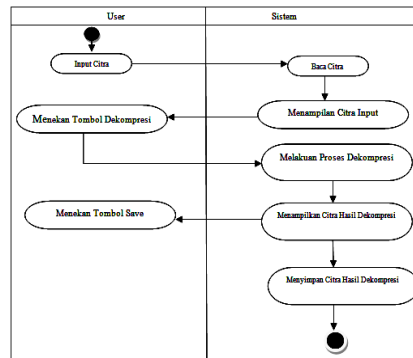 User
Sistem
Input Citra
Baca Citra
Menampilan Citra Input
Menekan Tombol Dekompresi
Melakuan Proses Dekompresi
Menampilkan Citra Hasil Dekompresi
Menekan Tombol Save
Menyimpan Citra Hasil Dekompresi